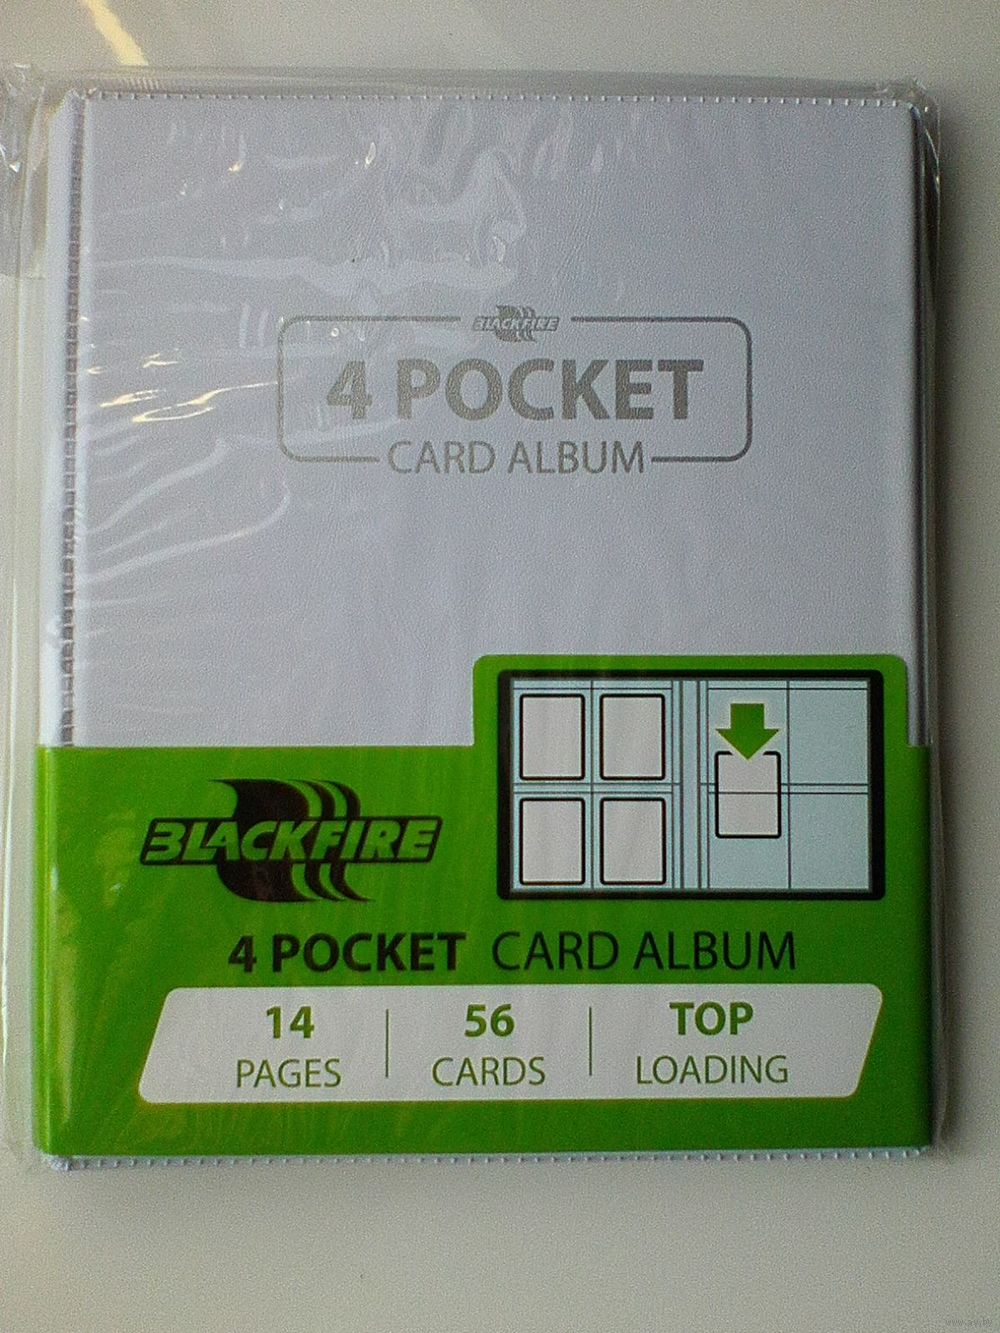 BLACKFIRE
4 POCKET
CARD ALBUM
BLACKFIRE
4 POCKET CARD ALBUM
14 PAGES
56 CARDS
TOP LOADING